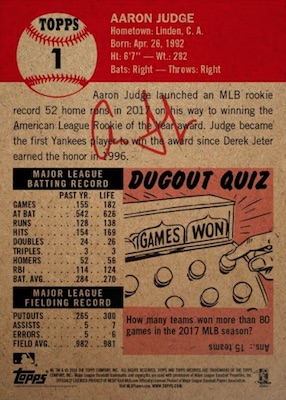 TOPPS
1
AARON JUDGE
Hometown: Linden, C. A.
Born: Apr. 26, 1992
Ht: 6'7" — Wt.: 282
Bats: Right — Throws: Right
Aaron Judge launched an MLB rookie
record 52 home runs in 2017 on his way to winning the
American League Rookie of the Year award. Judge became
the first Yankees player to win the award since Derek Jeter
earned the honor in 1996.
MAJOR LEAGUE
BATTING RECORD
PAST YR. LIFE
GAMES 155 182
AT BAT 542 626
RUNS 128 138
HITS 154 169
DOUBLES 24 26
TRIPLES 3 3
HOMERS 52 56
RBI 114 124
BAT. AVG. .284 .270
MAJOR LEAGUE
FIELDING RECORD
PUTOUTS 265 300
ASSISTS 5 7
ERRORS 5 6
FIELD AVG. .982 .981
DUGOUT QUIZ
GAMES WON
How many teams won more than 80
games in the 2017 MLB season?
Ans.: 15 teams
Topps